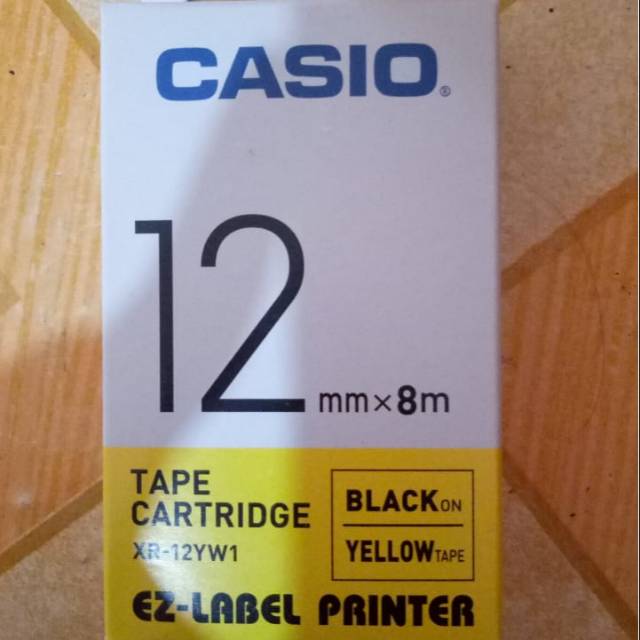 CASIO®
12 mm×8m
TAPE
CARTRIDGE
XR-12YW1
BLACK ON
YELLOW TAPE
EZ-LABEL PRINTER